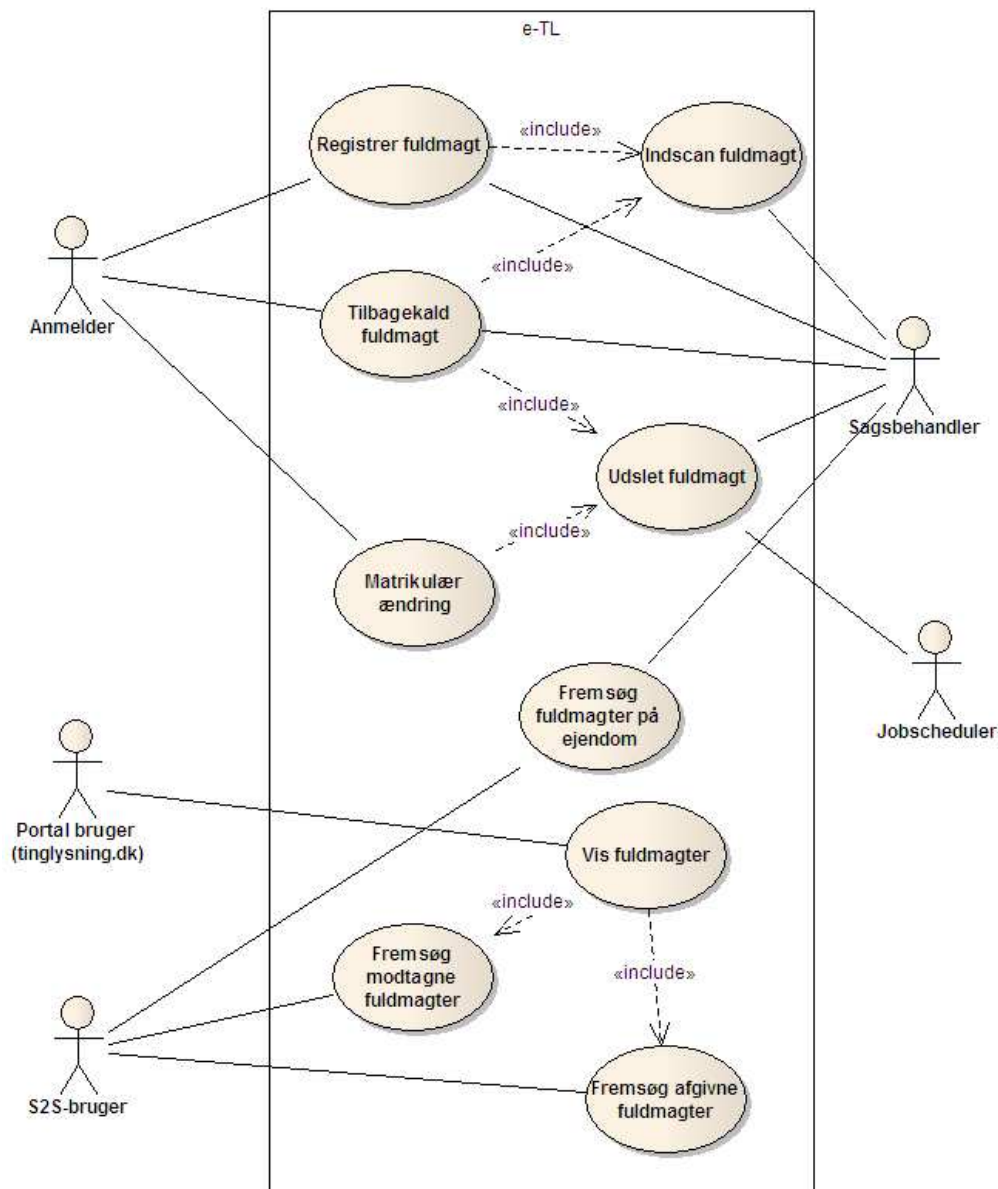 e-TL
Registrer fuldmagt
«include»
Indscan fuldmagt
«include»
Anmelder
Tilbagekald
fuldmagt
«include»
Sagsbehandler
Udslet fuldmagt
«include»
Matrikulær
ændring
Fremsøg
fuldmagter på
ejendom
Jobscheduler
Portal bruger
(tinglysning.dk)
Vis fuldmagter
«include»
Fremsøg
modtagne
fuldmagter
«include»
S2S-bruger
Fremsøg afgivne
fuldmagter